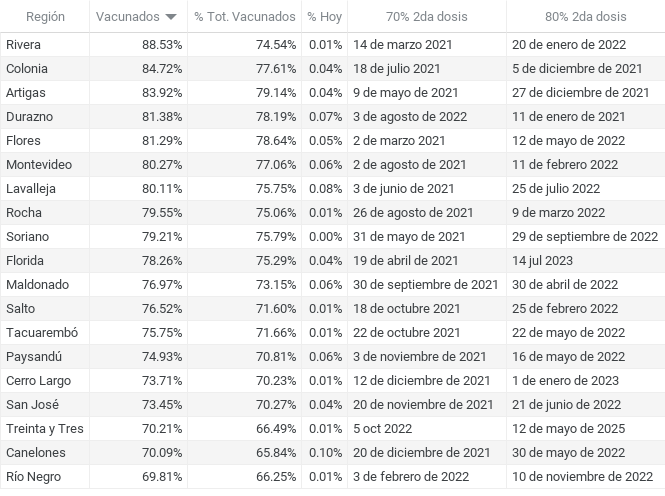 Región Vacunados % Tot. Vacunados % Hoy 70% 2da dosis 80% 2da dosis
Rivera 88.53% 74.54% 0.01% 14 de marzo 2021 20 de enero de 2022
Colonia 84.72% 77.61% 0.04% 18 de julio 2021 5 de diciembre de 2021
Artigas 83.92% 79.14% 0.04% 9 de mayo de 2021 27 de diciembre de 2021
Durazno 81.38% 78.19% 0.07% 3 de agosto de 2022 11 de enero de 2021
Flores 81.29% 78.64% 0.05% 2 de marzo 2021 12 de mayo de 2022
Montevideo 80.27% 77.06% 0.06% 2 de agosto de 2021 11 de febrero 2022
Lavalleja 80.11% 75.75% 0.08% 3 de junio de 2021 25 de julio 2022
Rocha 79.55% 75.06% 0.01% 26 de agosto de 2021 9 de marzo 2022
Soriano 79.21% 75.79% 0.00% 31 de mayo de 2021 29 de septiembre de 2022
Florida 78.26% 75.29% 0.04% 19 de abril de 2021 14 jul 2023
Maldonado 76.97% 73.15% 0.06% 30 de septiembre de 2021 30 de abril de 2022
Salto 76.52% 71.60% 0.01% 18 de octubre 2021 25 de febrero 2022
Tacuarembó 75.75% 71.66% 0.01% 22 de octubre 2021 22 de mayo de 2022
Paysandú 74.93% 70.81% 0.06% 3 de noviembre de 2021 16 de mayo de 2022
Cerro Largo 73.71% 70.23% 0.01% 12 de diciembre de 2021 1 de enero de 2023
San José 73.45% 70.27% 0.04% 20 de noviembre de 2021 21 de junio de 2022
Treinta y Tres 70.21% 66.49% 0.01% 5 oct 2022 12 de mayo de 2025
Canelones 70.09% 65.84% 0.10% 20 de diciembre de 2021 30 de mayo de 2022
Río Negro 69.81% 66.25% 0.01% 3 de febrero de 2022 10 de noviembre de 2022